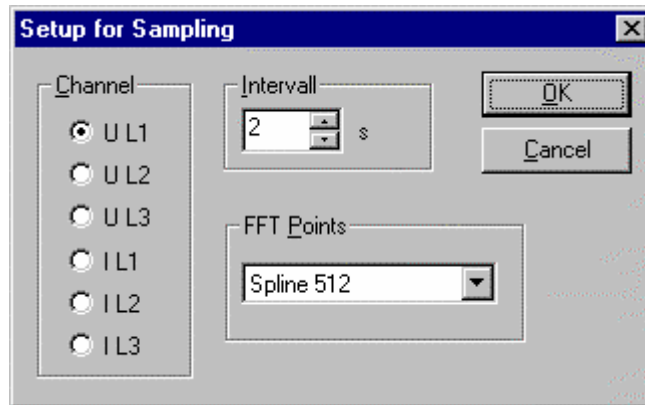 Setup for Sampling
Channel
U L1
U L2
U L3
I L1
I L2
I L3
Intervall
2 s
FFT Points
Spline 512
OK
Cancel